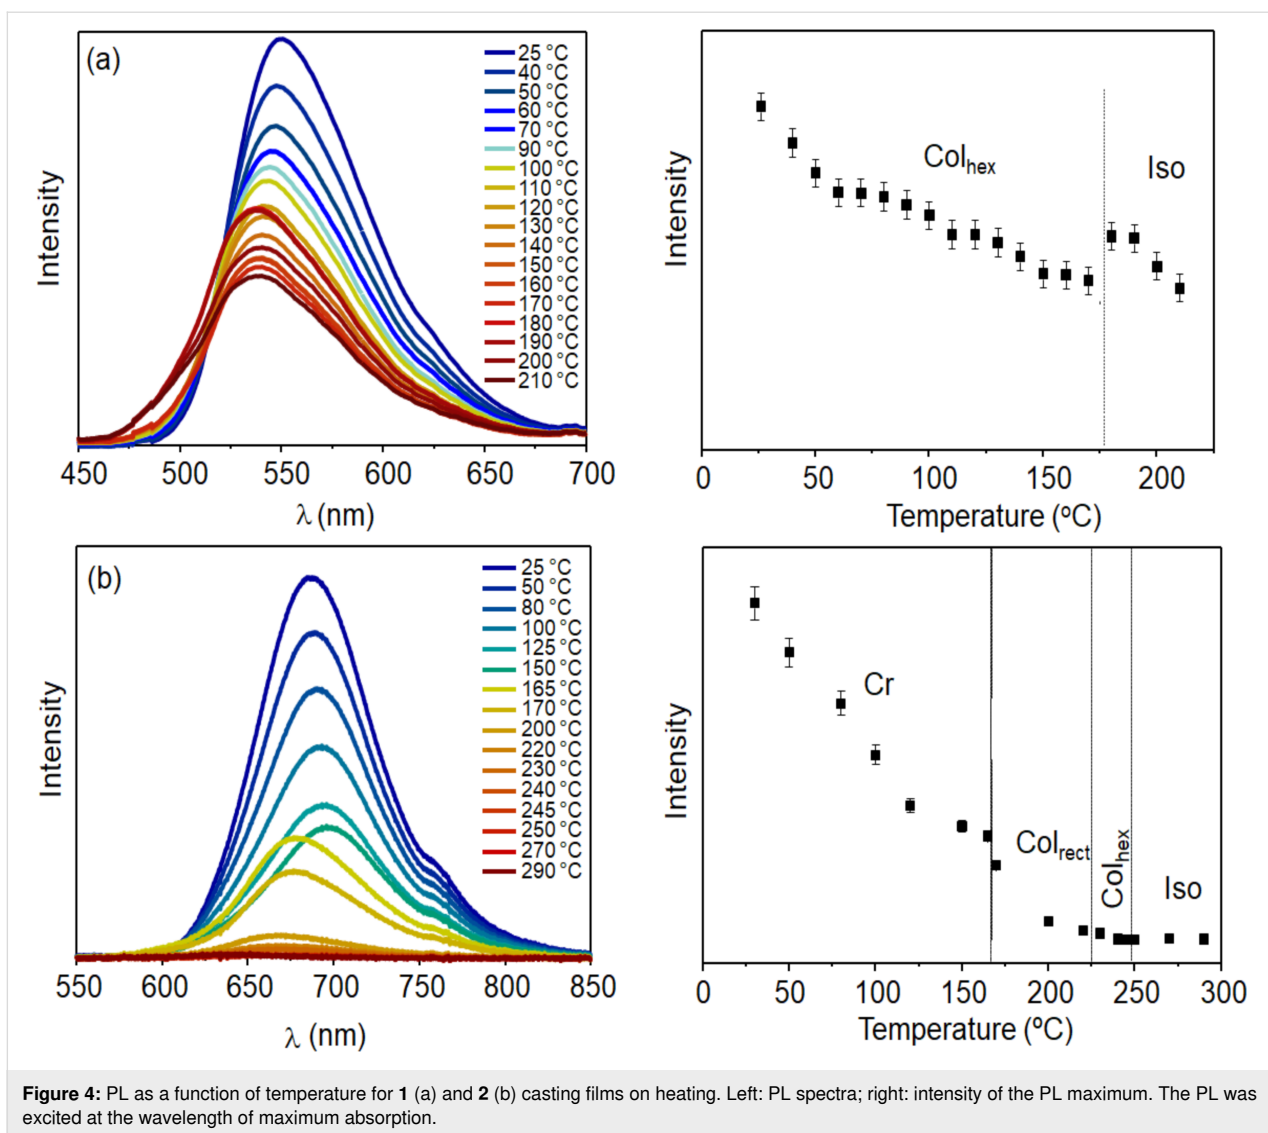 (a)
25 °C
40 °C
50 °C
60 °C
70 °C
90 °C
100 °C
110 °C
120 °C
130 °C
140 °C
150 °C
160 °C
170 °C
180 °C
190 °C
200 °C
210 °C
Intensity
450 500 550 600 650 700
λ (nm)
Intensity
Colhex
Iso
0 50 100 150 200
Temperature (ºC)
(b)
25 °C
50 °C
80 °C
100 °C
125 °C
150 °C
165 °C
170 °C
200 °C
220 °C
230 °C
240 °C
245 °C
250 °C
270 °C
290 °C
Intensity
550 600 650 700 750 800 850
λ (nm)
Intensity
Cr
Colrect
Colhex
Iso
0 50 100 150 200 250 300
Temperature (ºC)
Figure 4: PL as a function of temperature for 1 (a) and 2 (b) casting films on heating. Left: PL spectra; right: intensity of the PL maximum. The PL was
excited at the wavelength of maximum absorption.